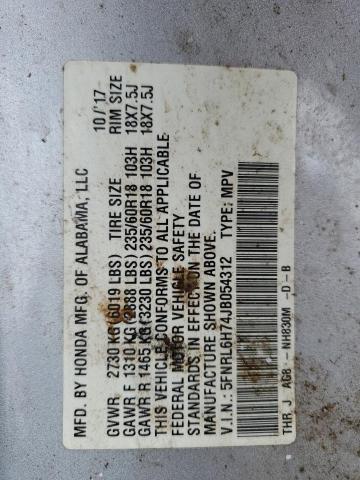 MFD. BY HONDA MFG. OF ALABAMA, LLC 10/'17
GVWR 2730 KG (6019 LBS) TIRE SIZE RIM SIZE
GAWR F 1310 KG (2888 LBS) 235/60R18 103H 18X7.5J
GAWR R 1465 KG (3230 LBS) 235/60R18 103H 18X7.5J
THIS VEHICLE CONFORMS TO ALL APPLICABLE
FEDERAL MOTOR VEHICLE SAFETY
STANDARDS IN EFFECT ON THE DATE OF
MANUFACTURE SHOWN ABOVE.
V.I.N.: 5FNRL6H74JB054312 TYPE: MPV
THR J AGB - NH830M -D -B